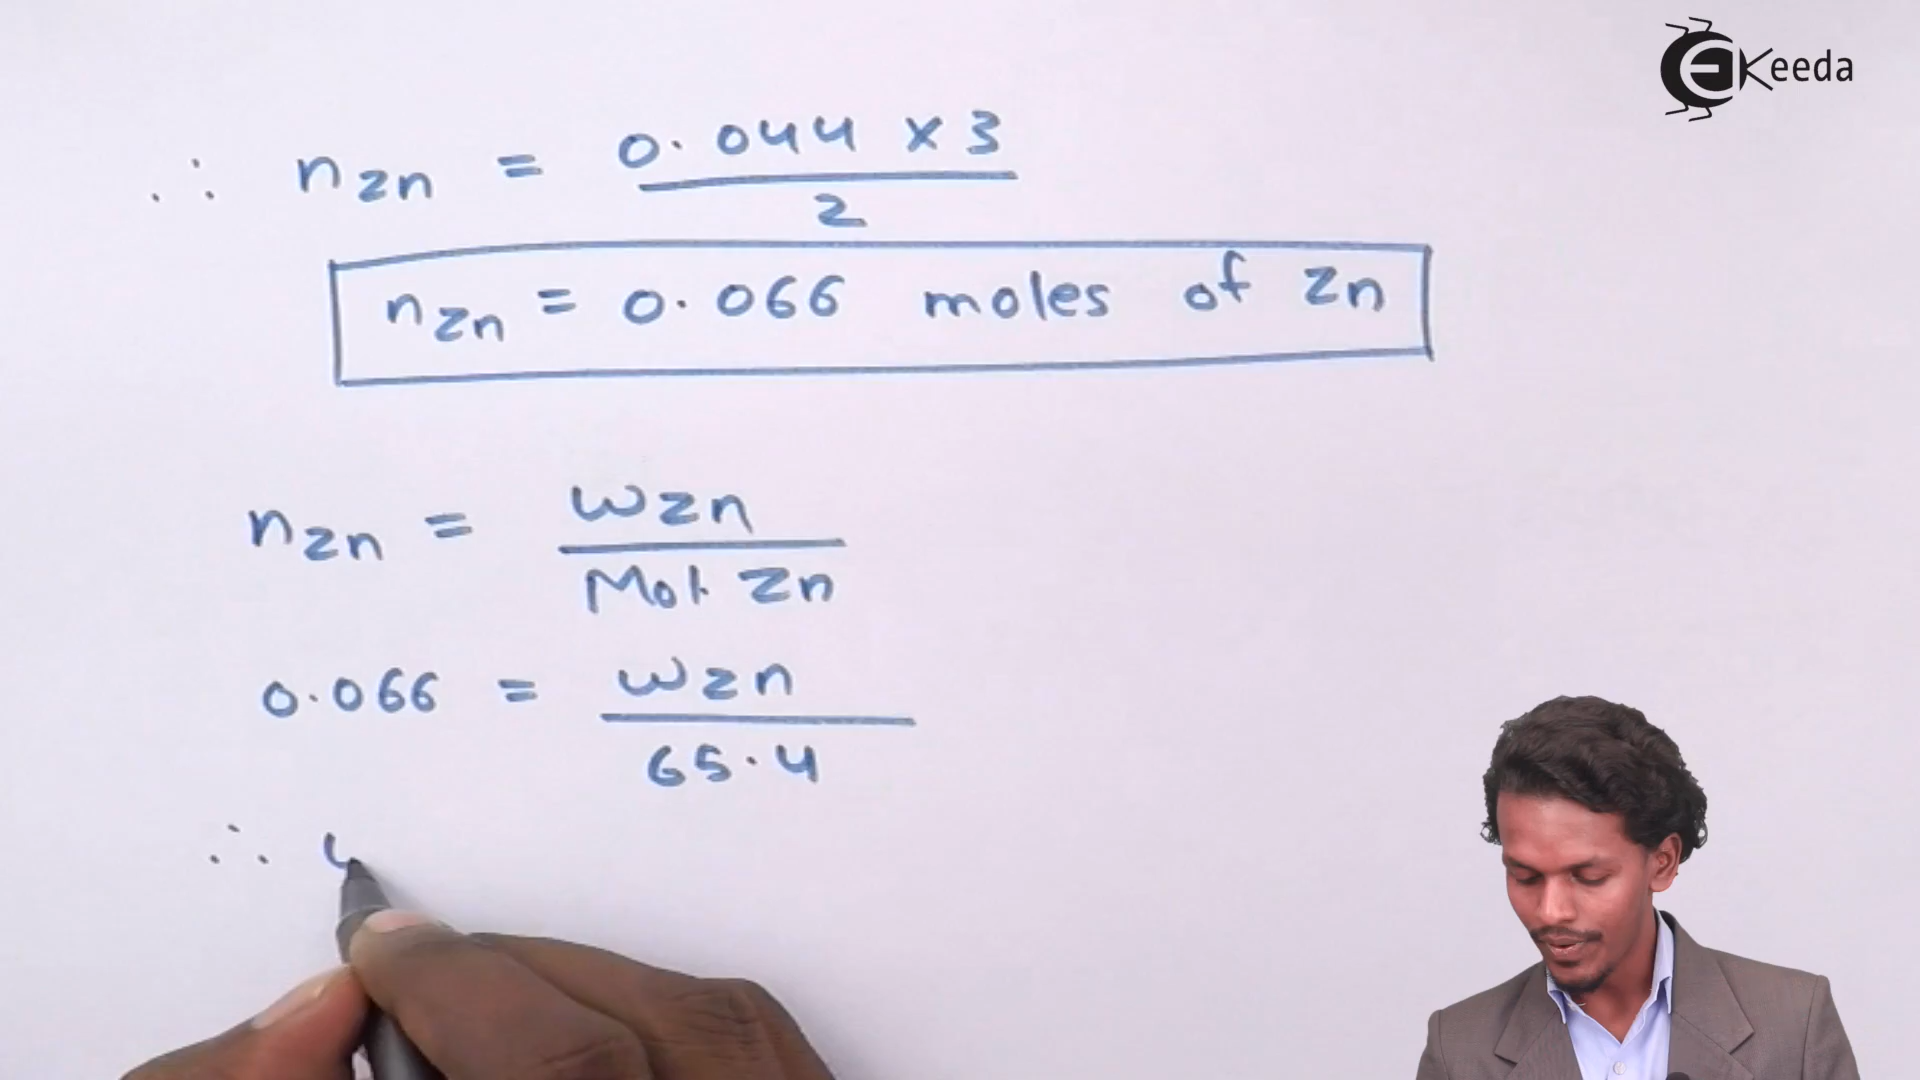 EKeeda
∴ nzn = 0.044 x 3
2
nzn = 0.066 moles of Zn
nzn = wzn
Mol. Zn
0.066 = wzn
65.4
∴